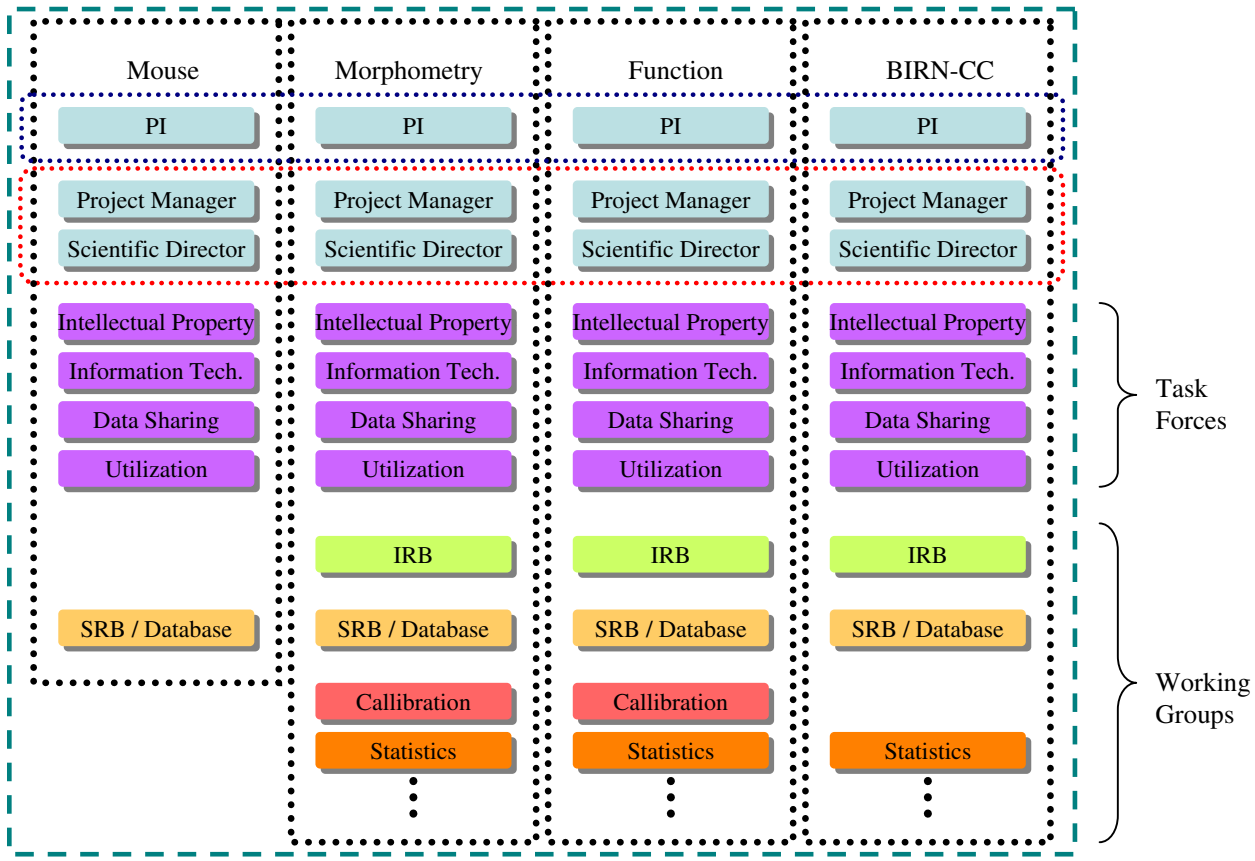 Mouse Morphometry Function BIRN-CC
PI PI PI PI
Project Manager Project Manager Project Manager Project Manager
Scientific Director Scientific Director Scientific Director Scientific Director
Intellectual Property Intellectual Property Intellectual Property Intellectual Property
Information Tech. Information Tech. Information Tech. Information Tech.
Data Sharing Data Sharing Data Sharing Data Sharing
Utilization Utilization Utilization Utilization
Task
Forces
IRB IRB IRB
SRB / Database SRB / Database SRB / Database SRB / Database
Callibration Callibration
Statistics Statistics Statistics
Working
Groups